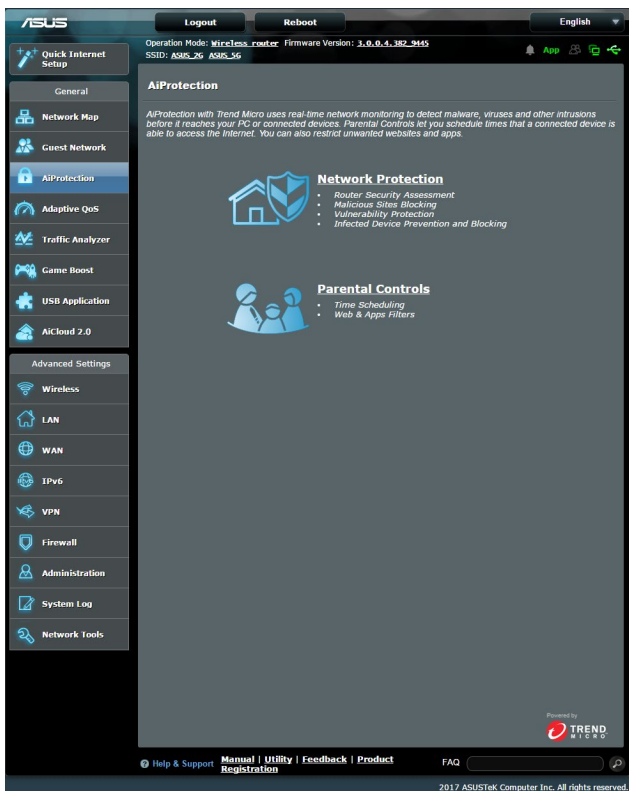 ASUS
Logout
Reboot
English
Quick Internet
Setup
Operation Mode: Wireless router Firmware Version: 3.0.0.4.382_9445
SSID: ASUS_2G ASUS_5G
App
General
Network Map
Guest Network
AiProtection
Adaptive QoS
Traffic Analyzer
Game Boost
USB Application
AiCloud 2.0
Advanced Settings
Wireless
LAN
WAN
IPv6
IPv6
VPN
Firewall
Administration
System Log
Network Tools
AiProtection
AiProtection with Trend Micro uses real-time network monitoring to detect malware, viruses and other intrusions
before it reaches your PC or connected devices. Parental Controls let you schedule times that a connected device is
able to access the Internet. You can also restrict unwanted websites and apps.
Network Protection
• Router Security Assessment
• Malicious Sites Blocking
• Vulnerability Protection
• Infected Device Prevention and Blocking
Parental Controls
• Time Scheduling
• Web & Apps Filters
Powered by
TREND
MICRO
Help & Support
Manual | Utility | Feedback | Product
Registration
FAQ
2017 ASUSTeK Computer Inc. All rights reserved.